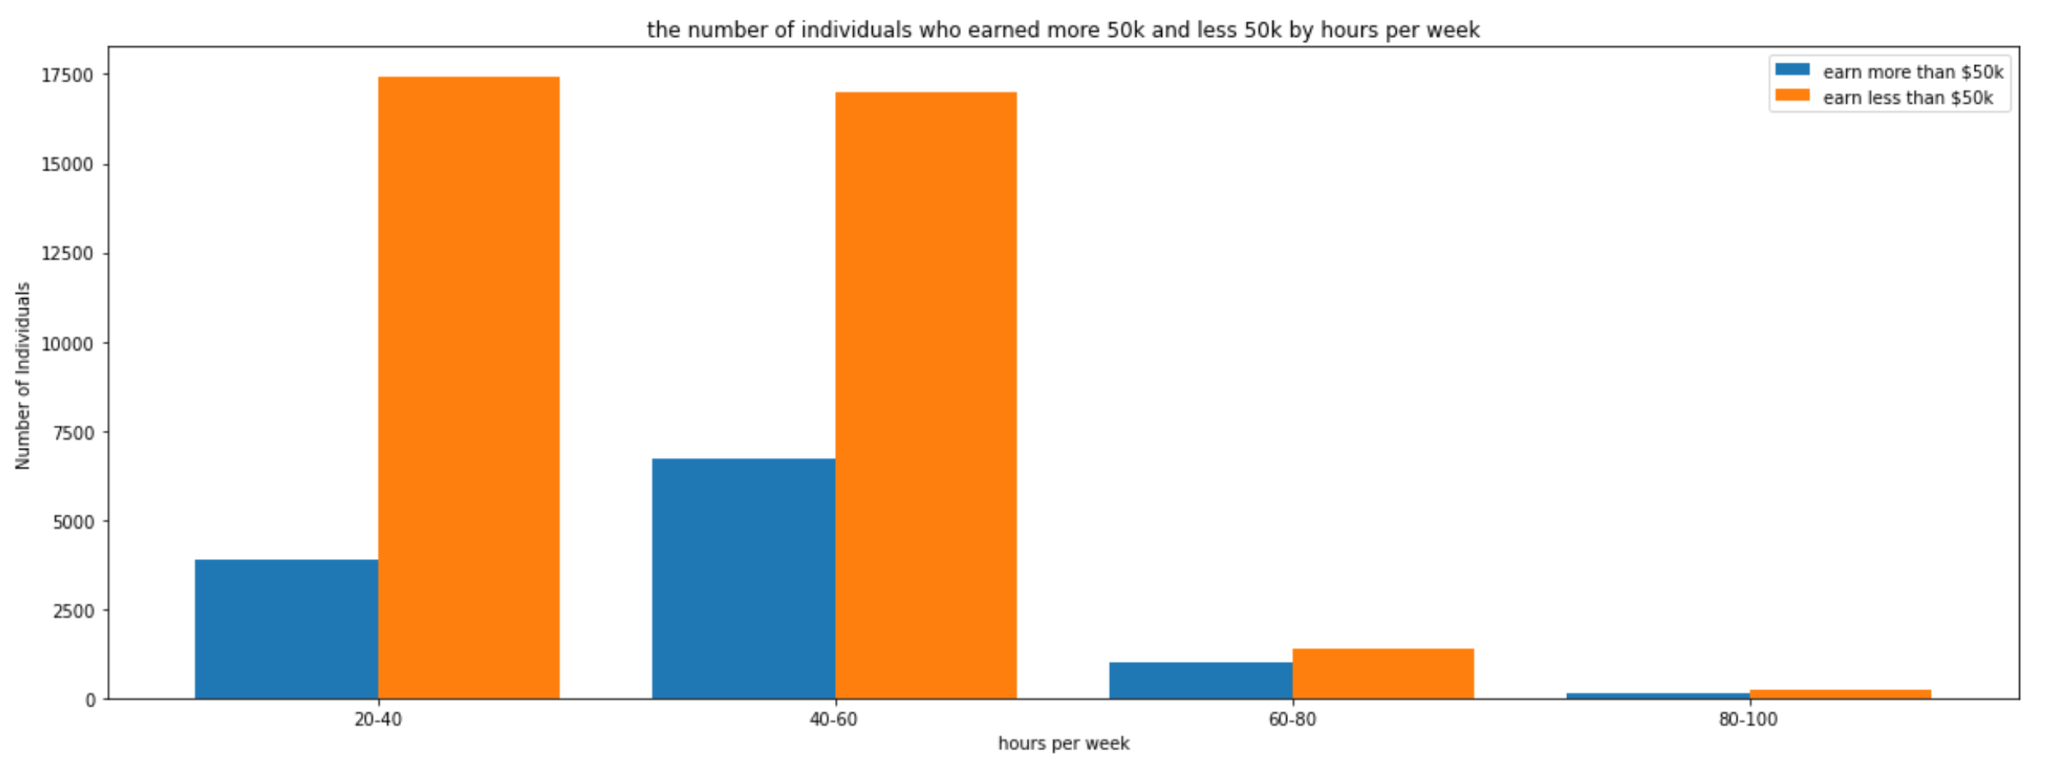 the number of individuals who earned more 50k and less 50k by hours per week
earn more than $50k
earn less than $50k
17500
15000
12500
10000
7500
5000
2500
0
Number of Individuals
20-40
40-60
60-80
80-100
hours per week